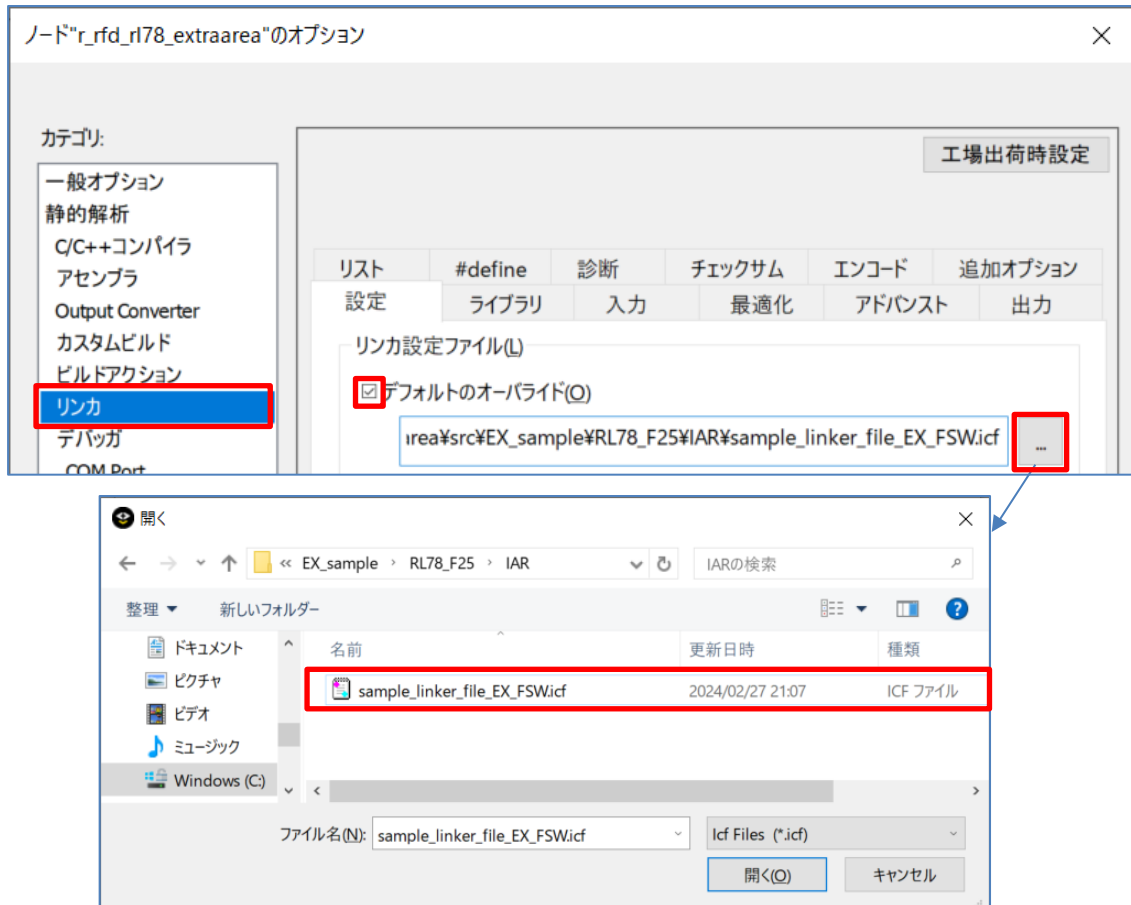 ノード"r_rfd_rl78_extraarea"のオプション
カテゴリ:
工場出荷時設定
一般オプション
静的解析
C/C++コンパイラ
アセンブラ
Output Converter
カスタムビルド
ビルドアクション
リンカ
デバッガ
COM Port
リスト #define 診断 チェックサム エンコード 追加オプション
設定 ライブラリ 入力 最適化 アドバンスト 出力
リンカ設定ファイル(L)
デフォルトのオーバライド(O)
area¥src¥EX_sample¥RL78_F25¥IAR¥sample_linker_file_EX_FSW.icf ...
開く
« EX_sample › RL78_F25 › IAR
IARの検索
整理 新しいフォルダー
ドキュメント
ピクチャ
ビデオ
ミュージック
Windows (C:)
名前 更新日時 種類
sample_linker_file_EX_FSW.icf 2024/02/27 21:07 ICF ファイル
ファイル名(N): sample_linker_file_EX_FSW.icf Icf Files (*.icf)
開く(O) キャンセル